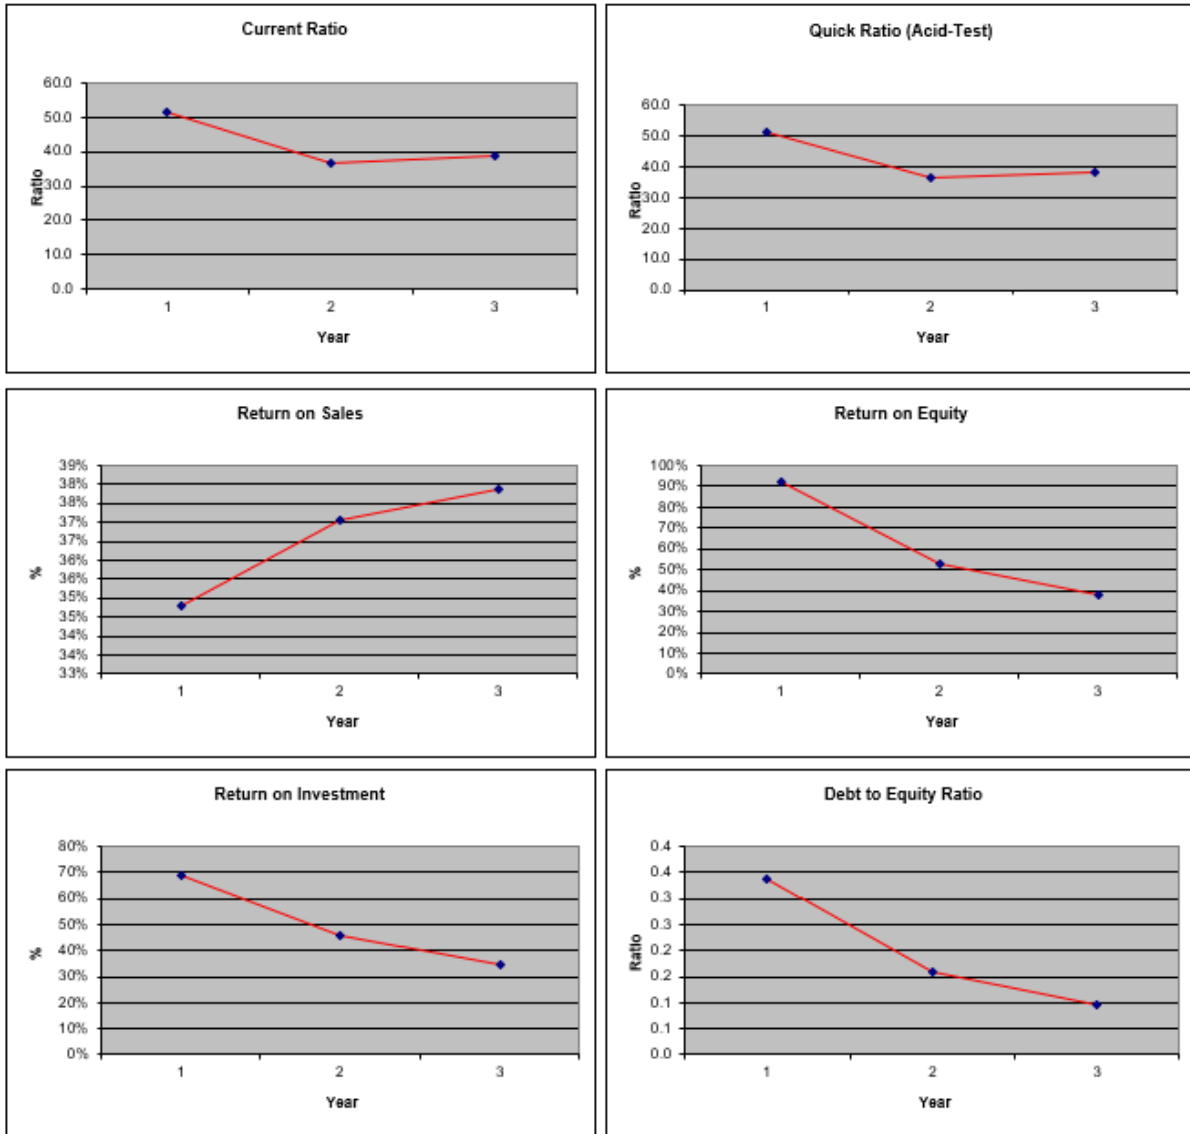 Current Ratio
60.0
50.0
40.0
30.0
20.0
10.0
0.0
Ratio
1 2 3
Year
Quick Ratio (Acid-Test)
60.0
50.0
40.0
30.0
20.0
10.0
0.0
Ratio
1 2 3
Year
Return on Sales
39%
38%
38%
37%
37%
36%
36%
35%
35%
34%
34%
33%
%
1 2 3
Year
Return on Equity
100%
90%
80%
70%
60%
50%
40%
30%
20%
10%
0%
%
1 2 3
Year
Return on Investment
80%
70%
60%
50%
40%
30%
20%
10%
0%
%
1 2 3
Year
Debt to Equity Ratio
0.4
0.4
0.3
0.3
0.2
0.2
0.1
0.1
0.0
Ratio
1 2 3
Year